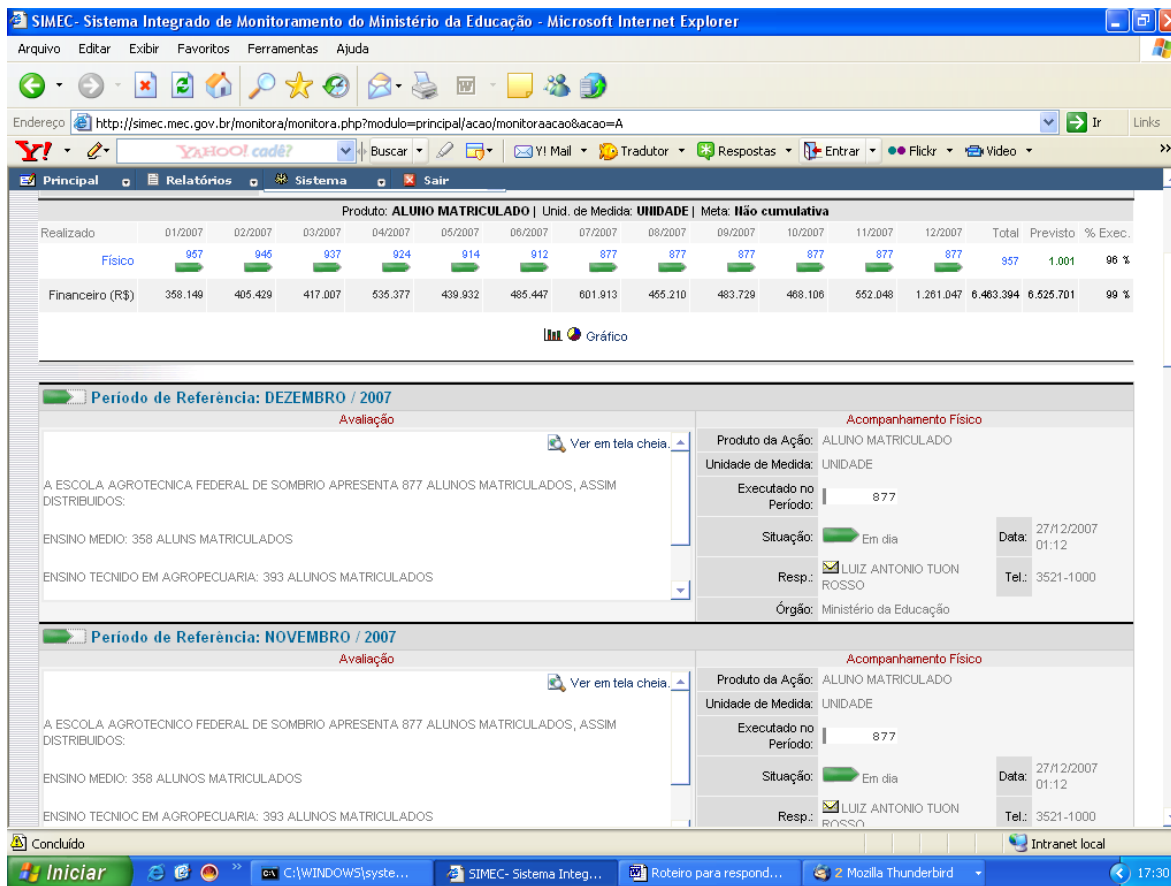 SIMEC- Sistema Integrado de Monitoramento do Ministério da Educação - Microsoft Internet Explorer
Arquivo Editar Exibir Favoritos Ferramentas Ajuda
Endereço http://simec.mec.gov.br/monitora/monitora.php?modulo=principal/acao/monitoraacao&acao=A Ir Links
Y! YAHOO! cadê? Buscar Y! Mail Tradutor Respostas Entrar Flickr Video
Principal Relatórios Sistema Sair
Produto: ALUNO MATRICULADO | Unid. de Medida: UNIDADE | Meta: Não cumulativa
Realizado 01/2007 02/2007 03/2007 04/2007 05/2007 06/2007 07/2007 08/2007 09/2007 10/2007 11/2007 12/2007 Total Previsto % Exec.
Físico 957 945 937 924 914 912 877 877 877 877 877 877 957 1.001 96 %
Financeiro (R$) 358.149 405.429 417.007 535.377 439.932 485.447 601.913 455.210 483.729 468.106 552.048 1.261.047 6.463.394 6.525.701 99 %
Gráfico
Período de Referência: DEZEMBRO / 2007
Avaliação Acompanhamento Físico
Ver em tela cheia. Produto da Ação: ALUNO MATRICULADO
Unidade de Medida: UNIDADE
A ESCOLA AGROTECNICA FEDERAL DE SOMBRIO APRESENTA 877 ALUNOS MATRICULADOS, ASSIM
DISTRIBUIDOS:
Executado no
Período: 877
ENSINO MEDIO: 358 ALUNS MATRICULADOS
Situação: Em dia Data: 27/12/2007
01:12
ENSINO TECNIDO EM AGROPECUARIA: 393 ALUNOS MATRICULADOS
Resp.: LUIZ ANTONIO TUON
ROSSO Tel.: 3521-1000
Órgão: Ministério da Educação
Período de Referência: NOVEMBRO / 2007
Avaliação Acompanhamento Físico
Ver em tela cheia. Produto da Ação: ALUNO MATRICULADO
Unidade de Medida: UNIDADE
A ESCOLA AGROTECNICO FEDERAL DE SOMBRIO APRESENTA 877 ALUNOS MATRICULADOS, ASSIM
DISTRIBUIDOS:
Executado no
Período: 877
ENSINO MEDIO: 358 ALUNOS MATRICULADOS
Situação: Em dia Data: 27/12/2007
01:12
ENSINO TECNIOC EM AGROPECUARIA: 393 ALUNOS MATRICULADOS
Resp.: LUIZ ANTONIO TUON
ROSSO Tel.: 3521-1000
Concluído Intranet local
Iniciar C:\WINDOWS\syste... SIMEC- Sistema Integ... Roteiro para respond... 2 Mozilla Thunderbird 17:30